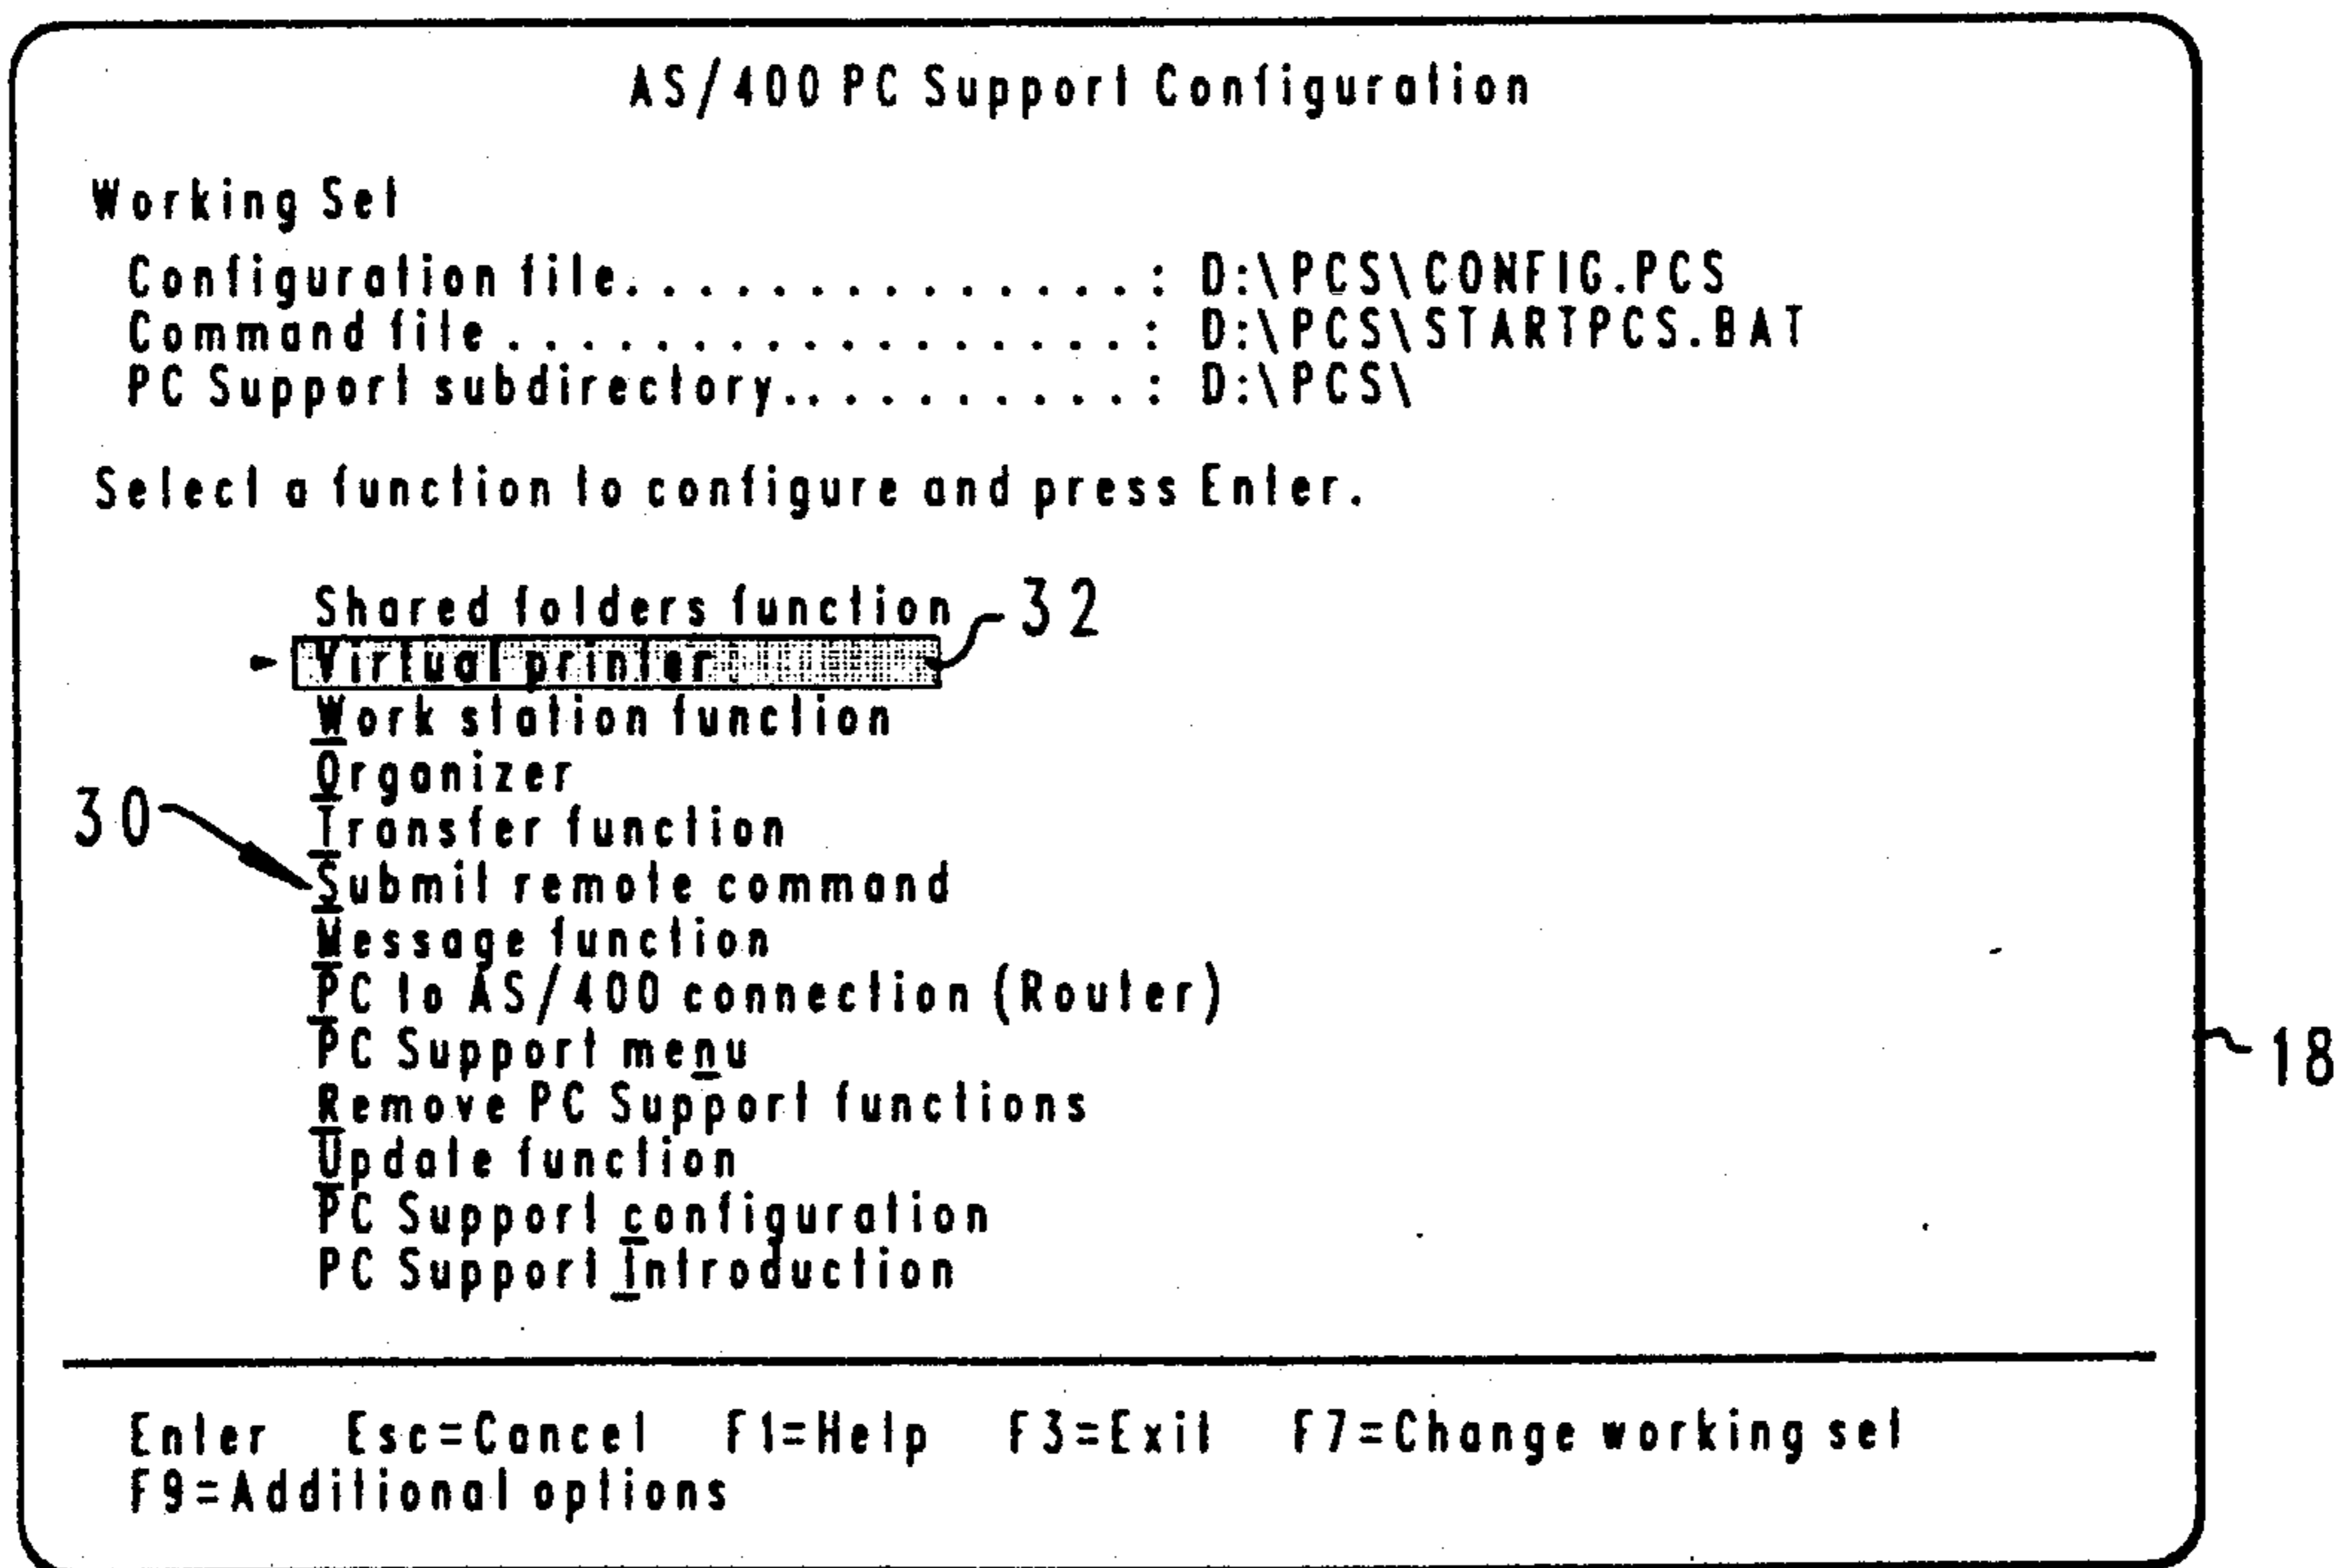 AS/400 PC Support Configuration
Working Set
Configuration file. . . . . . . . . . . . . . . : D:\PCS\CONFIG.PCS
Command file . . . . . . . . . . . . . . . . . . : D:\PCS\STARTPCS.BAT
PC Support subdirectory. . . . . . . . . . . : D:\PCS\
Select a function to configure and press Enter.
Shared folders function
32
Virtual printer
Work station function
Organizer
30
Transfer function
Submit remote command
Message function
PC to AS/400 connection (Router)
PC Support menu
18
Remove PC Support functions
Update function
PC Support configuration
PC Support Introduction
Enter Esc=Cancel F1=Help F3=Exit F7=Change working set
F9=Additional options